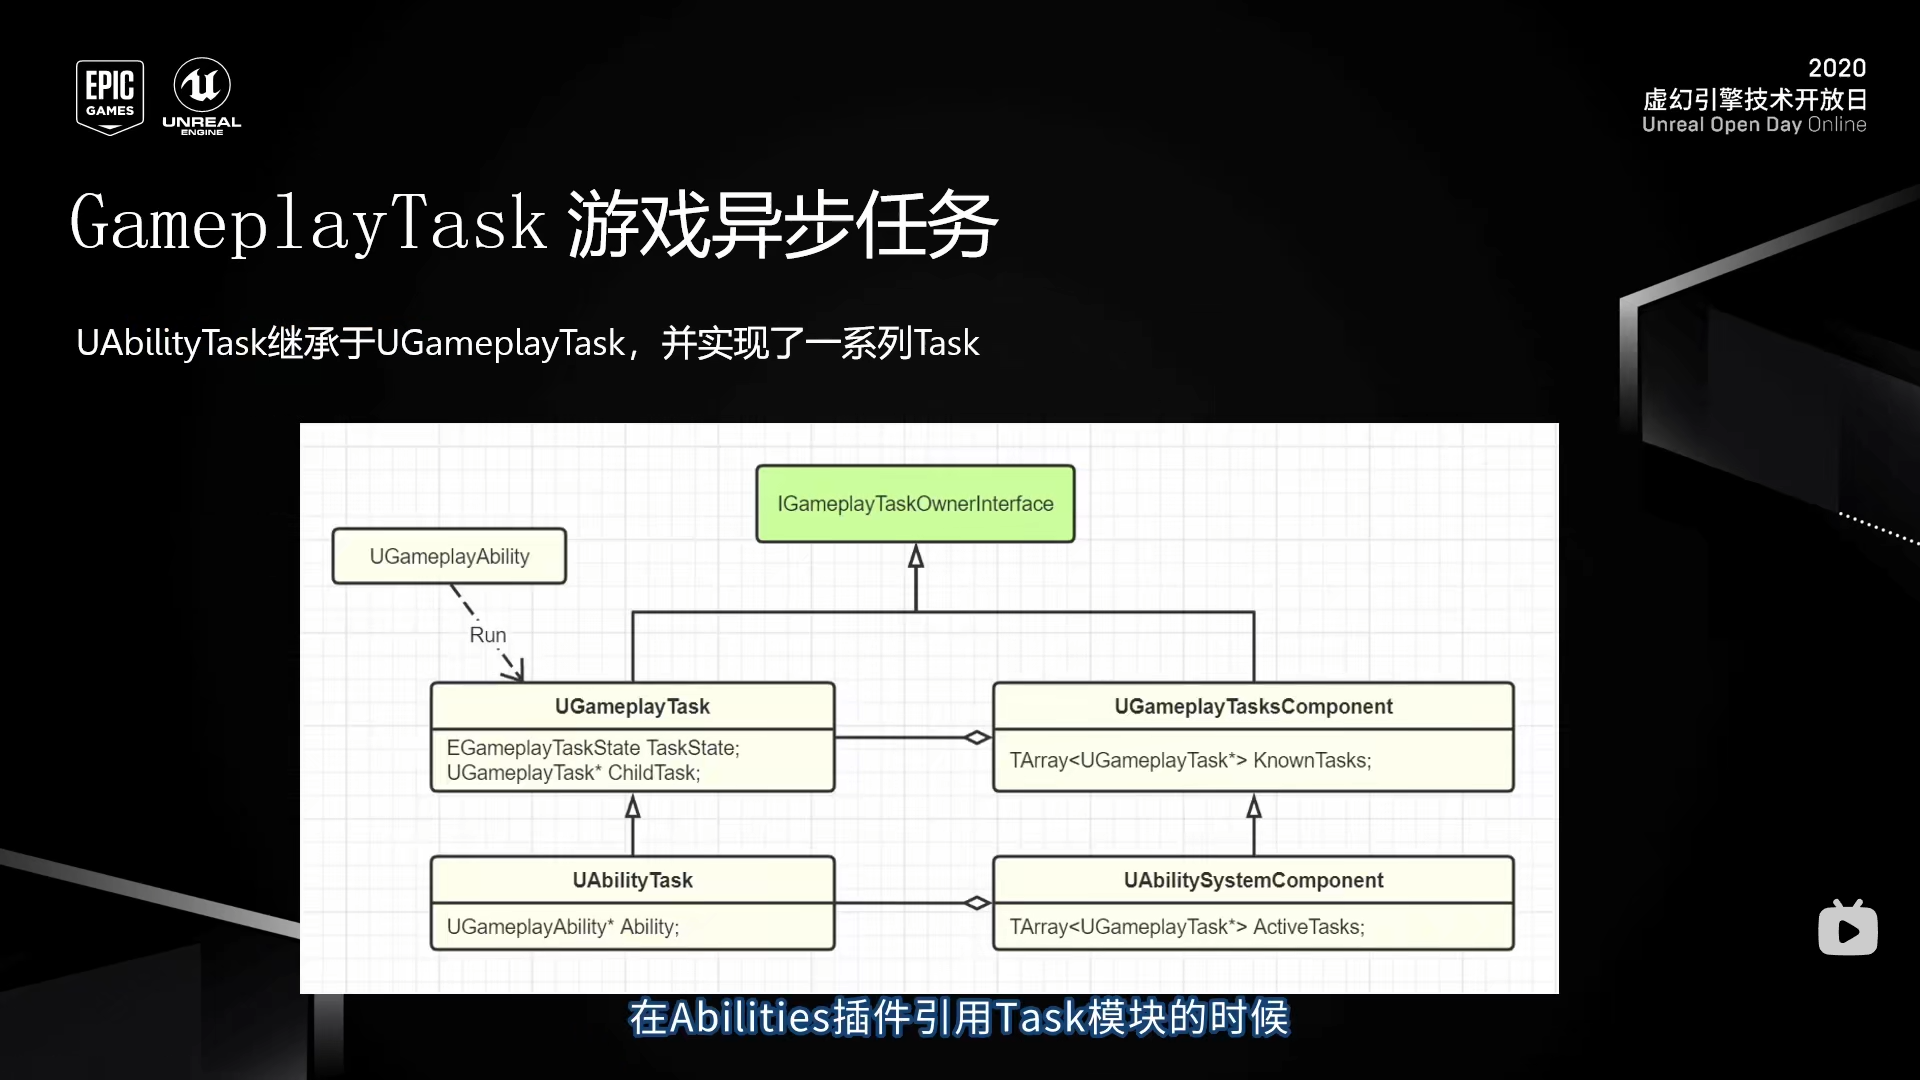 EPIC
GAMES
UNREAL
ENGINE
2020
虚幻引擎技术开放日
Unreal Open Day Online
GameplayTask 游戏异步任务
UAbilityTask继承于UGameplayTask，并实现了一系列Task
IGameplayTaskOwnerInterface
UGameplayAbility
Run
UGameplayTask
EGameplayTaskState TaskState;
UGameplayTask* ChildTask;
UGameplayTasksComponent
TArray<UGameplayTask*> KnownTasks;
UAbilityTask
UGameplayAbility* Ability;
UAbilitySystemComponent
TArray<UGameplayTask*> ActiveTasks;
在Abilities插件引用Task模块的时候